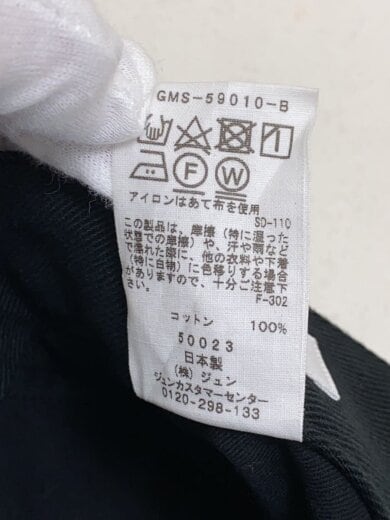 GMS-59010-B
F
W
アイロンはあて布を使用
SD-110
この製品は、摩擦(特に湿った
状態での摩擦)や、汗や雨など
で濡れた際に、他の衣料や下着
(特に白物)に色移りする場合
がありますので、十分ご注意下
さい。
F-302
コットン 100%
50023
日本製
(株)ジュン
ジュンカスタマーセンター
0120-298-133